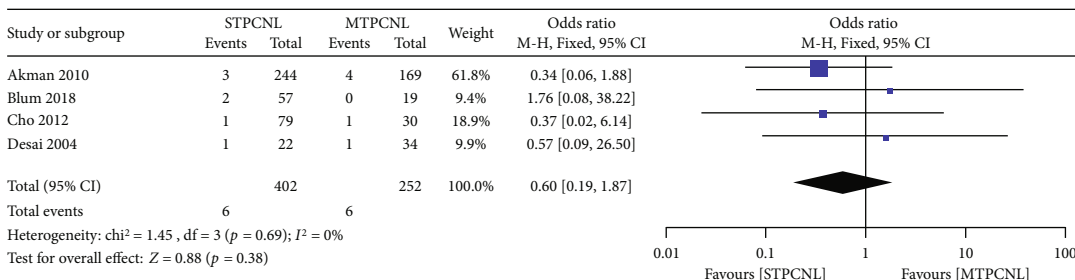 Study or subgroup STPCNL MTPCNL Weight Odds ratio Odds ratio
Events Total Events Total M-H, Fixed, 95% CI M-H, Fixed, 95% CI
Akman 2010 3 244 4 169 61.8% 0.34 [0.06, 1.88]
Blum 2018 2 57 0 19 9.4% 1.76 [0.08, 38.22]
Cho 2012 1 79 1 30 18.9% 0.37 [0.02, 6.14]
Desai 2004 1 22 1 34 9.9% 0.57 [0.09, 26.50]
Total (95% CI) 402 252 100.0% 0.60 [0.19, 1.87]
Total events 6 6
Heterogeneity: chi² = 1.45 , df = 3 (p = 0.69); I² = 0%
Test for overall effect: Z = 0.88 (p = 0.38)
0.01 0.1 1 10 100
Favours [STPCNL] Favours [MTPCNL]